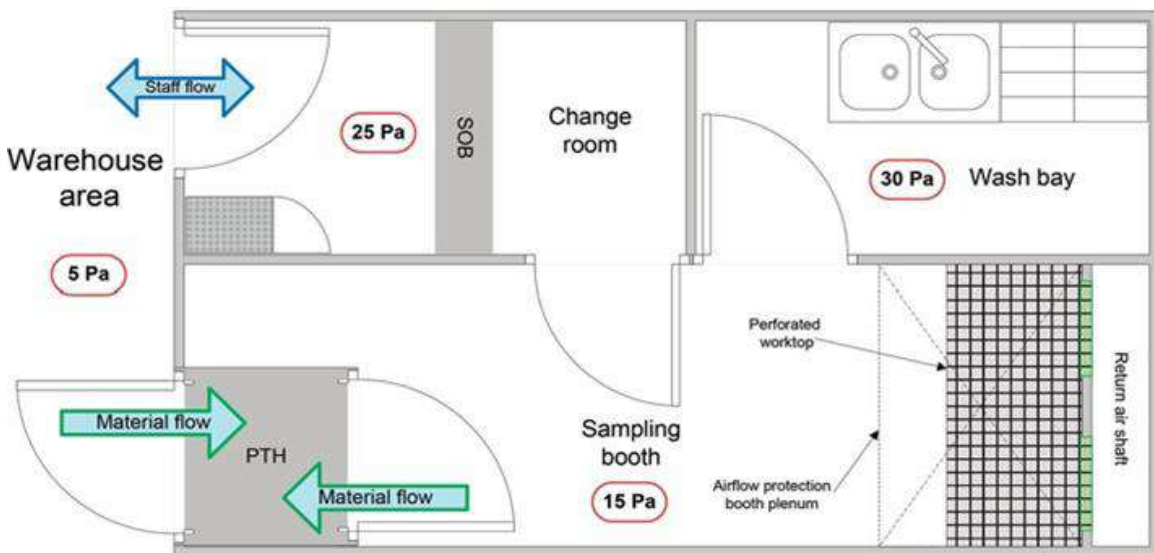 Staff flow
Warehouse
area
5 Pa
25 Pa
SOB
Change
room
30 Pa
Wash bay
Material flow
PTH
Material flow
Sampling
booth
15 Pa
Perforated
worktop
Airflow protection
booth plenum
Return air shaft